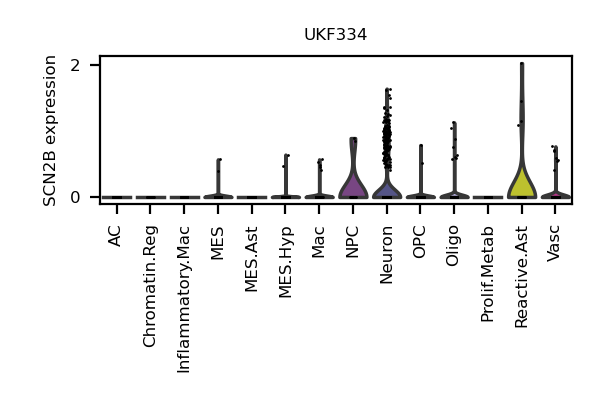 UKF334
SCN2B expression
2
0
AC
Chromatin.Reg
Inflammatory.Mac
MES
MES.Ast
MES.Hyp
Mac
NPC
Neuron
OPC
Oligo
Prolif.Metab
Reactive.Ast
Vasc